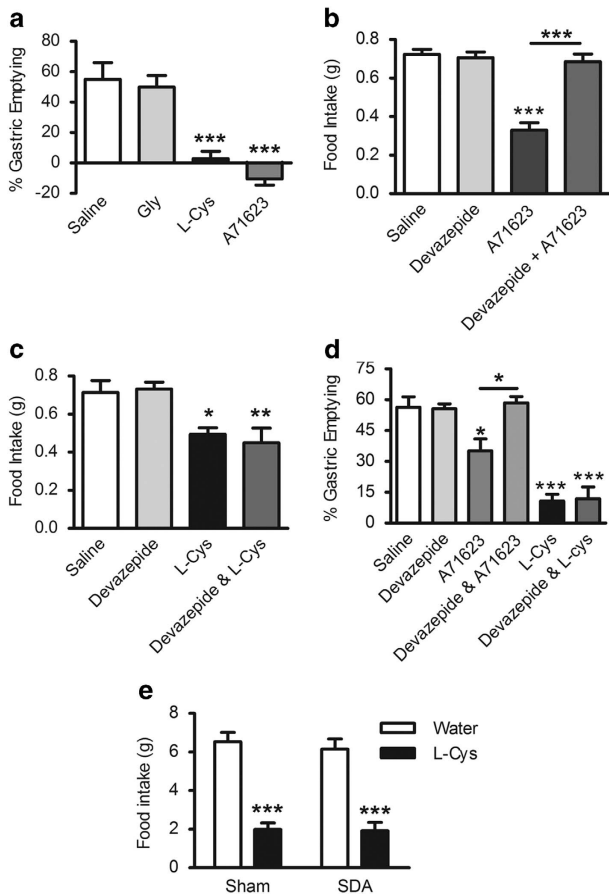 a
% Gastric Emptying
80
60
40
20
0
-20
***
***
Saline
Gly
L-Cys
A71623
b
Food Intake (g)
0.8
0.6
0.4
0.2
0.0
***
***
Saline
Devazepide
A71623
Devazepide + A71623
c
Food Intake (g)
0.8
0.6
0.4
0.2
0.0
*
**
Saline
Devazepide
L-Cys
Devazepide & L-Cys
d
% Gastric Emptying
75
60
45
30
15
0
*
*
***
***
Saline
Devazepide
A71623
Devazepide & A71623
L-Cys
Devazepide & L-cys
e
Food intake (g)
8
6
4
2
0
***
***
Water
L-Cys
Sham
SDA